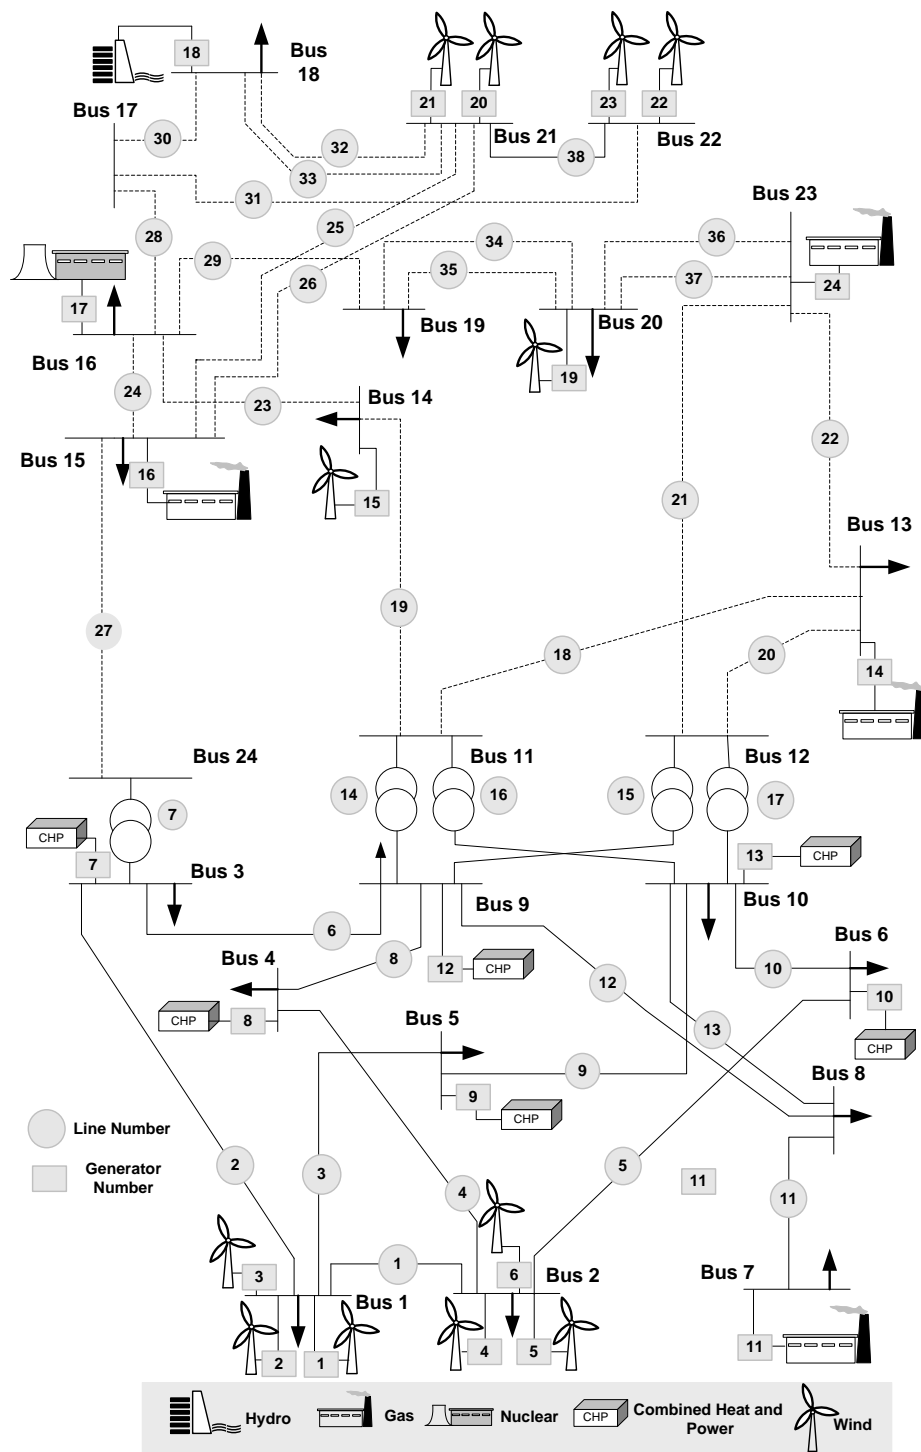 18
Bus
18
21
20
23
22
Bus 17
30
32
Bus 21
38
Bus 22
33
31
Bus 23
25
28
34
36
29
35
26
37
24
17
Bus 19
Bus 20
Bus 16
19
24
Bus 14
23
22
Bus 15
16
15
21
Bus 13
19
27
18
20
14
Bus 24
Bus 11
Bus 12
14
16
15
17
7
CHP
7
13
CHP
Bus 3
Bus 9
Bus 10
6
Bus 6
8
Bus 4
12
CHP
10
12
10
CHP
8
13
Bus 5
CHP
9
Bus 8
9
CHP
Line Number
2
3
5
Generator
Number
11
4
11
1
3
6
Bus 2
Bus 7
Bus 1
2
1
4
5
11
Hydro
Gas
Nuclear
CHP
Combined Heat and
Power
Wind